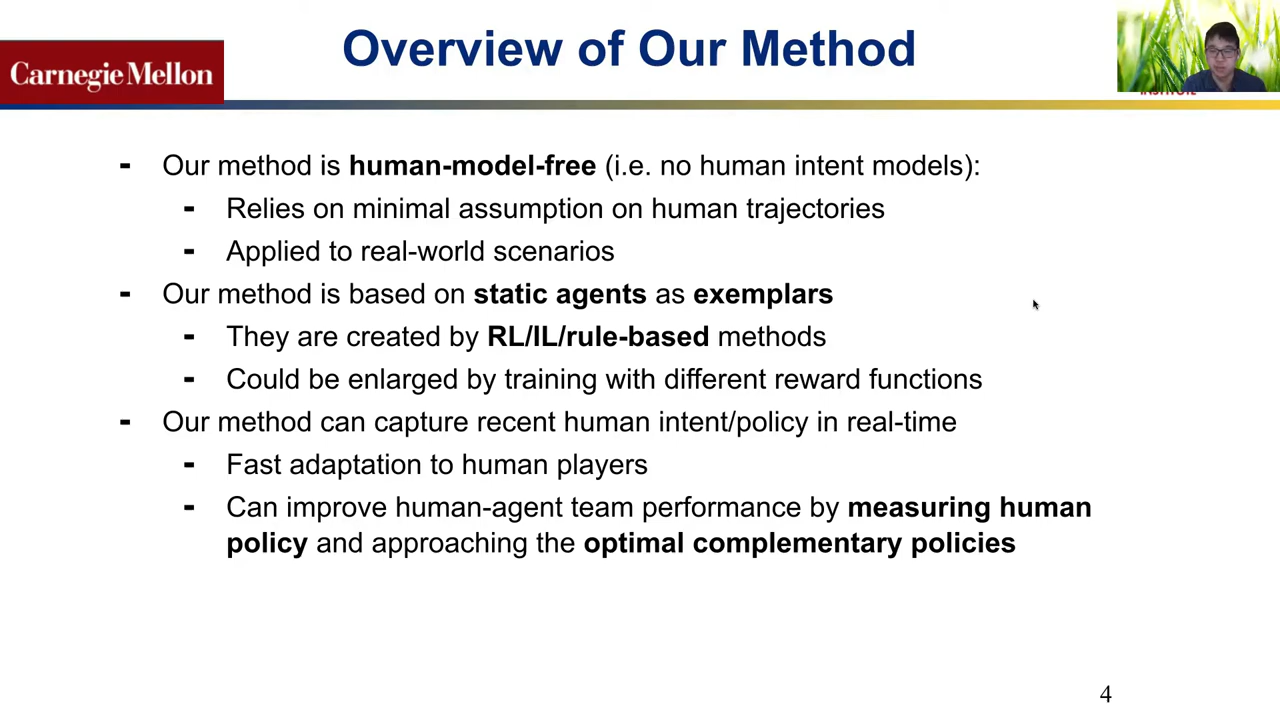 Overview of Our Method
Carnegie Mellon
- Our method is human-model-free (i.e. no human intent models):
- Relies on minimal assumption on human trajectories
- Applied to real-world scenarios
- Our method is based on static agents as exemplars
- They are created by RL/IL/rule-based methods
- Could be enlarged by training with different reward functions
- Our method can capture recent human intent/policy in real-time
- Fast adaptation to human players
- Can improve human-agent team performance by measuring human
policy and approaching the optimal complementary policies
4